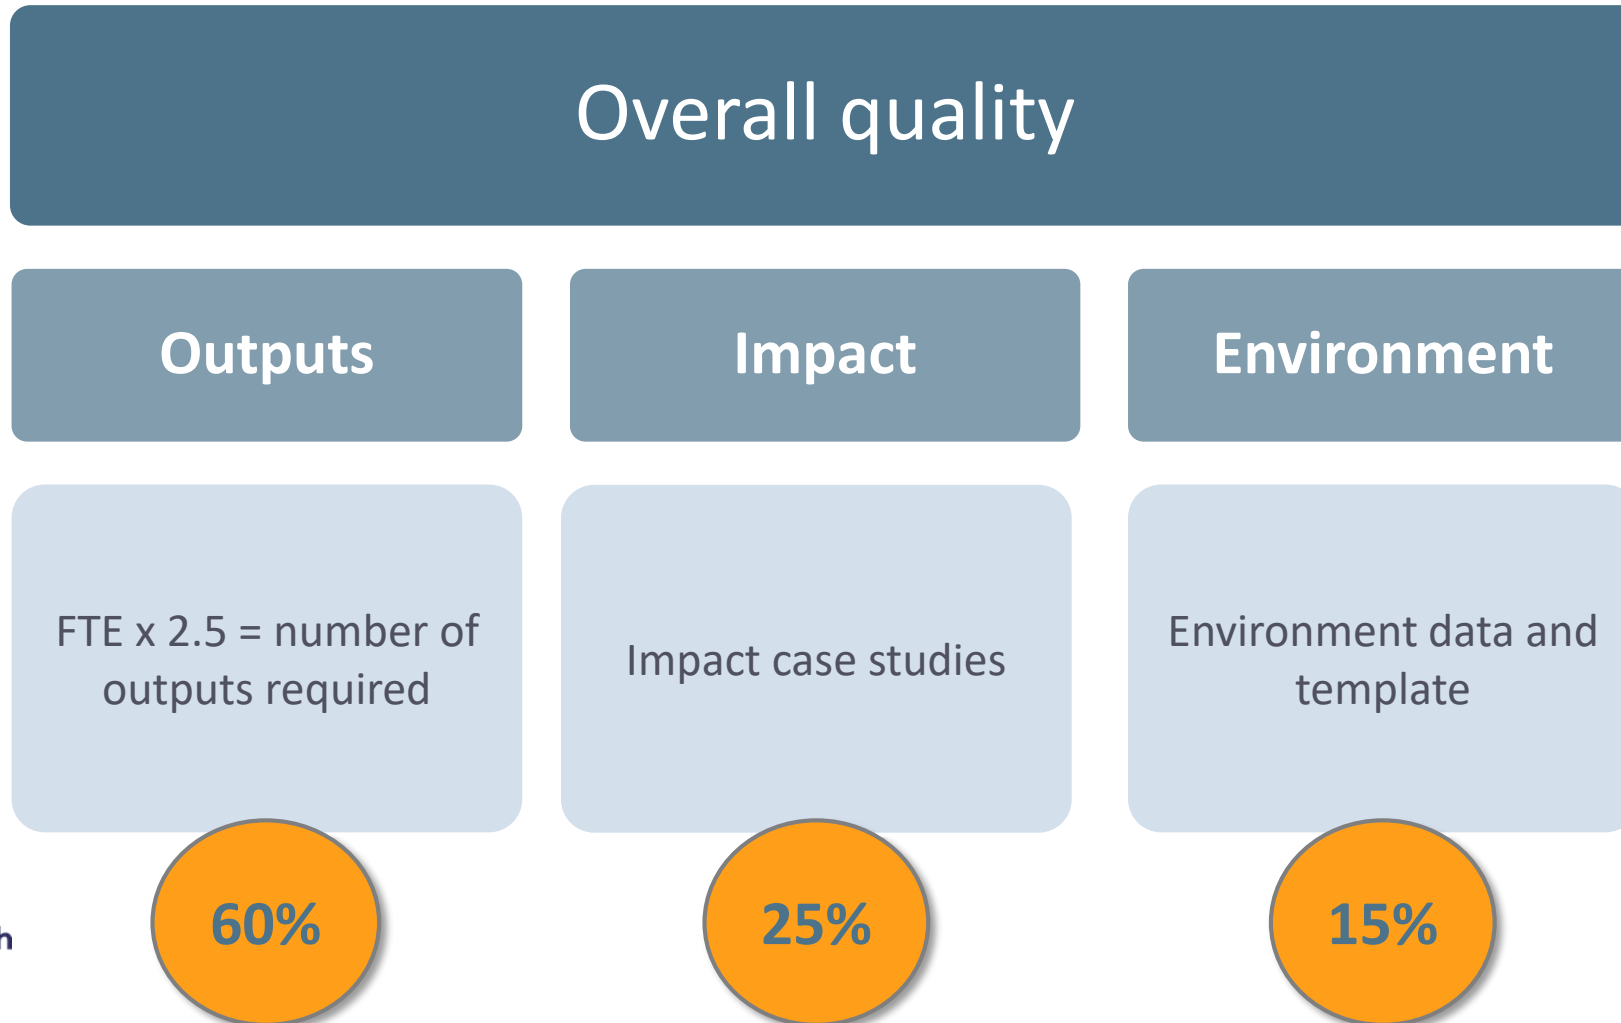 Overall quality
Outputs
Impact
Environment
FTE x 2.5 = number of
outputs required
Impact case studies
Environment data and
template
60%
25%
15%